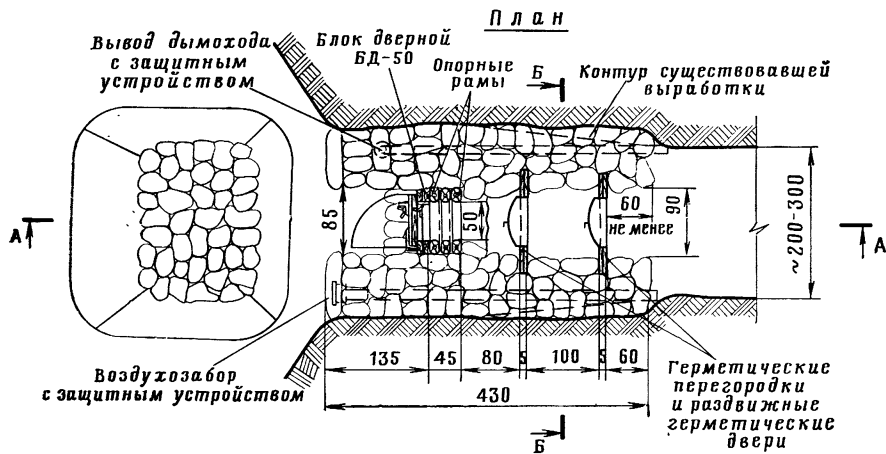 План
Вывод дымохода
с защитным
устройством
Блок дверной
БД-50
Опорные
рамы
Б
Контур существовавшей
выработки
А
85
50
60
не менее
90
~200-300
А
135
45
80
5
100
5
60
430
Воздухозабор
с защитным устройством
Б
Герметические
перегородки
и раздвижные
герметические
двери